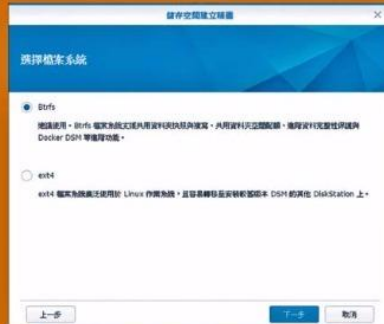 儲存空間建立精靈
選擇檔案系統
Btrfs
建議使用。Btrfs 檔案系統支援共用資料夾快照與複寫、共用資料夾空間配額、進階資料完整性保護與
Docker DSM 等進階功能。
ext4
ext4 檔案系統廣泛使用於 Linux 作業系統，且容易轉移至安裝較舊版本 DSM 的其他 DiskStation 上。
上一步
下一步
取消